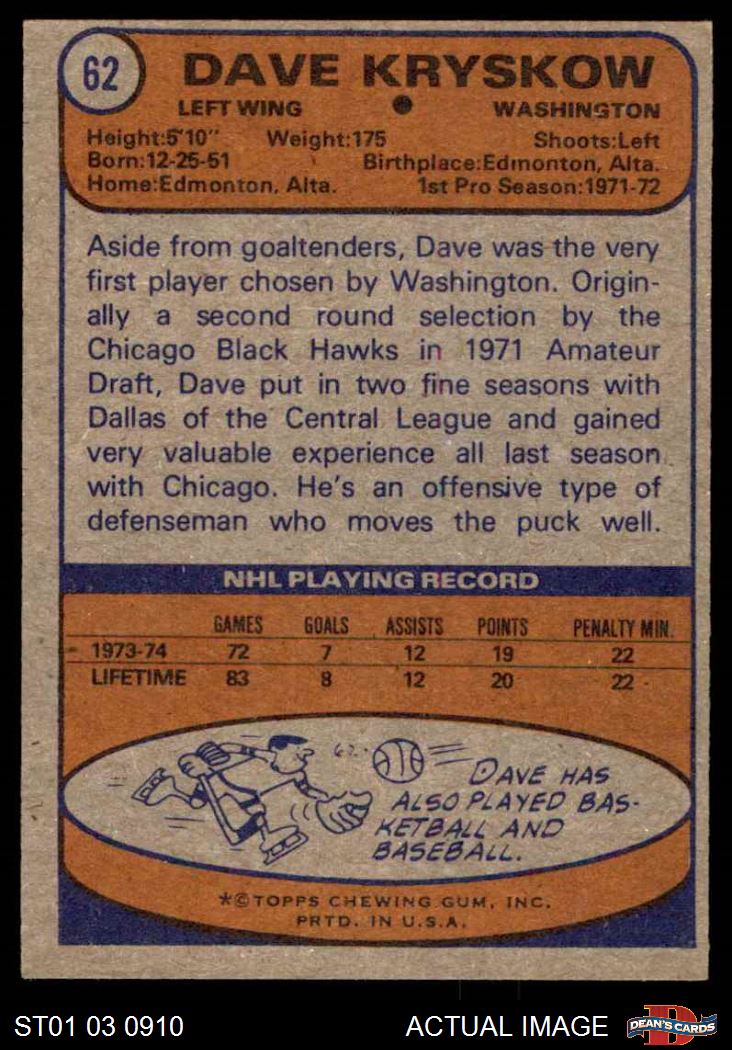 62
DAVE KRYSKOW
LEFT WING ● WASHINGTON
Height:5'10" Weight:175 Shoots:Left
Born:12-25-51 Birthplace:Edmonton, Alta.
Home:Edmonton, Alta. 1st Pro Season:1971-72
Aside from goaltenders, Dave was the very
first player chosen by Washington. Origin-
ally a second round selection by the
Chicago Black Hawks in 1971 Amateur
Draft, Dave put in two fine seasons with
Dallas of the Central League and gained
very valuable experience all last season
with Chicago. He's an offensive type of
defenseman who moves the puck well.
NHL PLAYING RECORD
GAMES GOALS ASSISTS POINTS PENALTY MIN.
1973-74 72 7 12 19 22
LIFETIME 83 8 12 20 22
62.
DAVE HAS
ALSO PLAYED BAS-
KETBALL AND
BASEBALL.
*©TOPPS CHEWING GUM, INC.
PRTD. IN U.S.A.
ST01 03 0910 ACTUAL IMAGE
D
DEAN'S CARDS